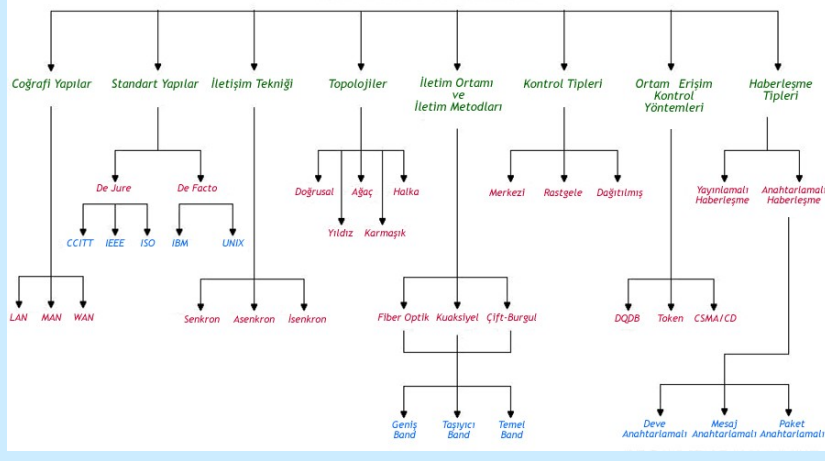 Coğrafi Yapılar
Standart Yapılar
İletişim Tekniği
Topolojiler
İletim Ortamı
ve
İletim Metodları
Kontrol Tipleri
Ortam Erişim
Kontrol
Yöntemleri
Haberleşme
Tipleri
De Jure
De Facto
Doğrusal
Ağaç
Halka
Merkezi
Rastgele
Dağıtılmış
Yayınlamalı
Haberleşme
Anahtarlamalı
Haberleşme
Yıldız
Karmaşık
CCITT
IEEE
ISO
IBM
UNIX
LAN
MAN
WAN
Senkron
Asenkron
İsenkron
Fiber Optik
Kuaksiyel
Çift-Burgul
DQDB
Token
CSMA/CD
Geniş
Band
Taşıyıcı
Band
Temel
Band
Deve
Anahtarlamalı
Mesaj
Anahtarlamalı
Paket
Anahtarlamalı